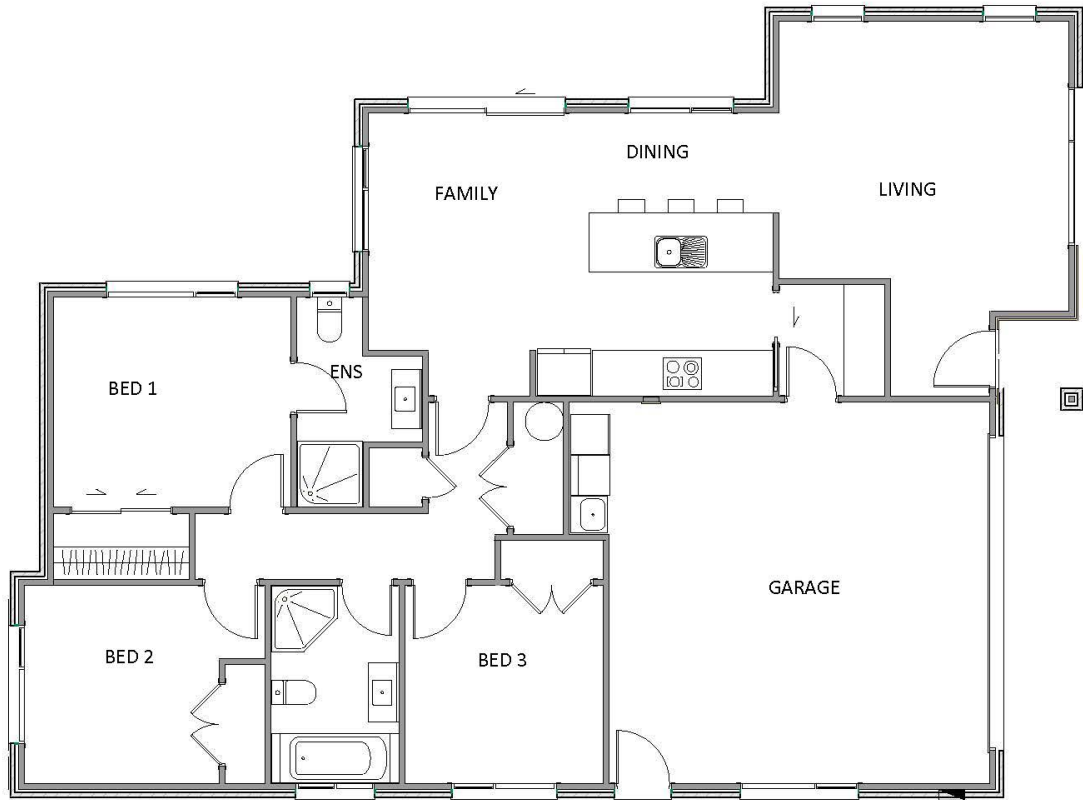 DINING
FAMILY
LIVING
ENS
BED 1
GARAGE
BED 2
BED 3